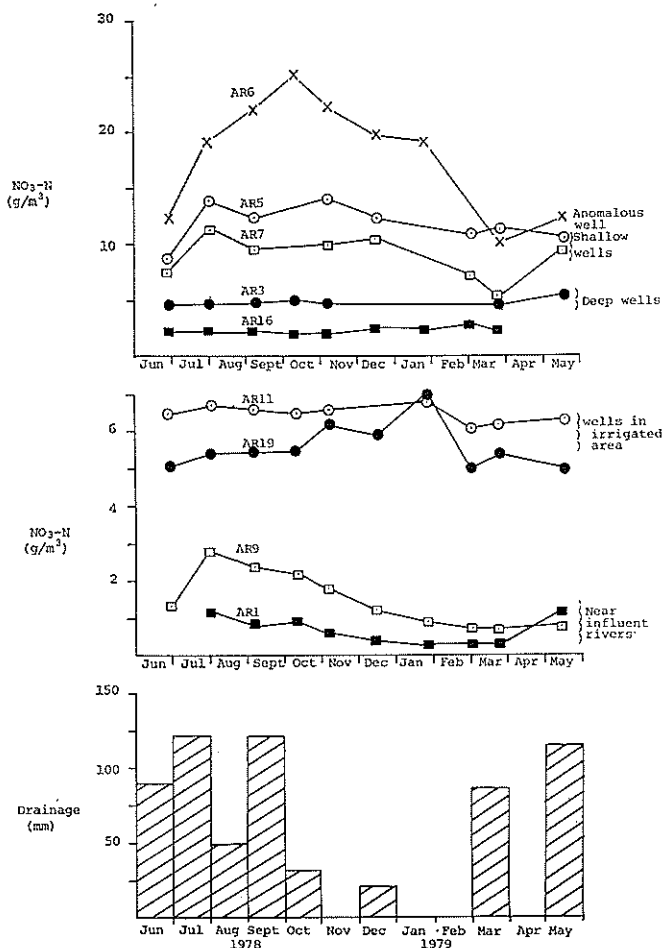 30
20
10
NO3-N
(g/m³)
AR6
AR5
AR7
AR3
AR16
Anomalous
well
Shallow
wells
Deep wells
Jun Jul Aug Sept Oct Nov Dec Jan Feb Mar Apr May
6
4
2
NO3-N
(g/m³)
AR11
AR19
AR9
AR1
wells in
irrigated
area
Near
influent
rivers
Jun Jul Aug Sept Oct Nov Dec Jan Feb Mar Apr May
150
100
50
Drainage
(mm)
Jun Jul Aug Sept Oct Nov Dec Jan Feb Mar Apr May
1978 1979